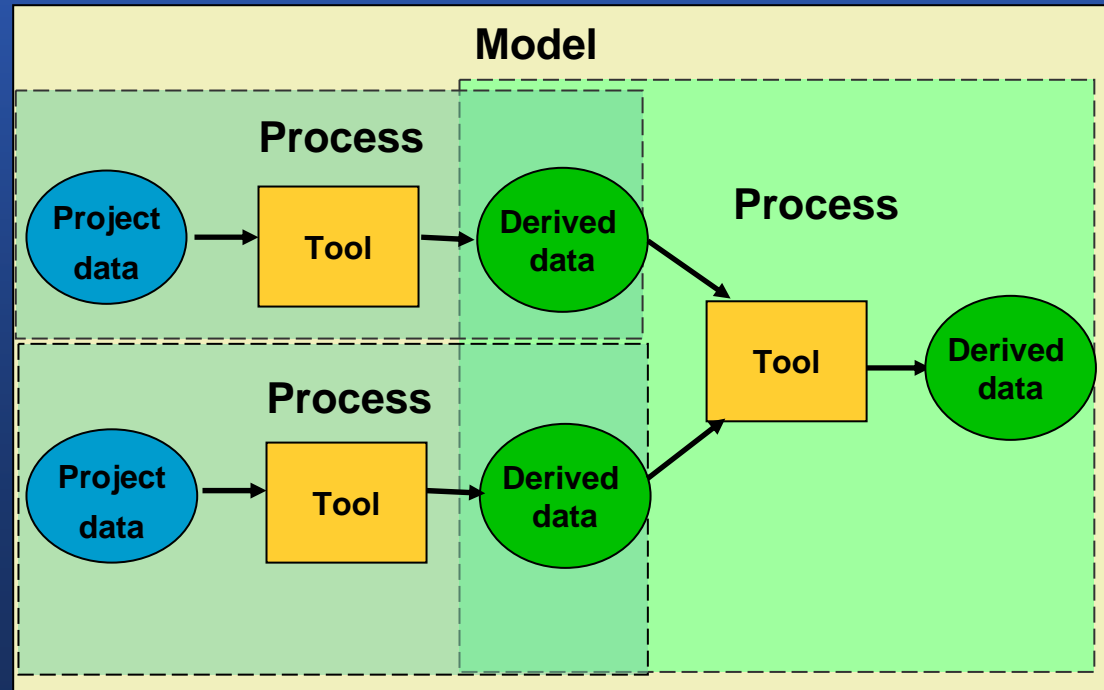 Model
Process
Project
data
Tool
Derived
data
Process
Tool
Derived
data
Process
Project
data
Tool
Derived
data